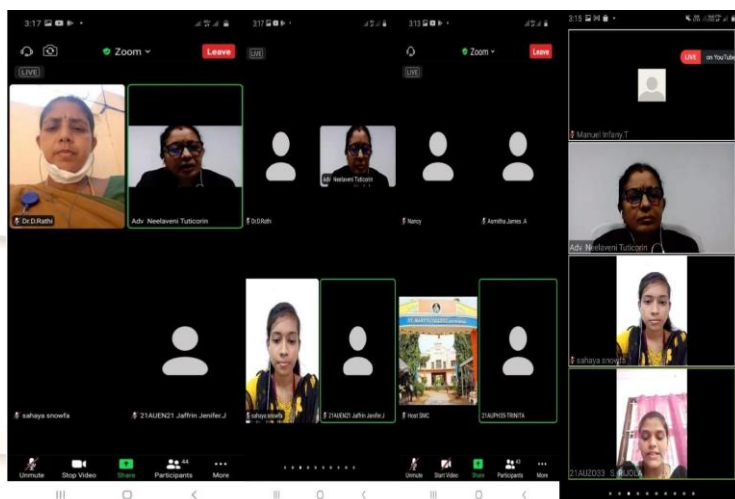 3:17
Zoom
Leave
LIVE
Dr.D.Rathi
Adv Neelaveni Tuticorin
sahaya snowfa
21AUEN21 Jaffrin Jenifer.J
Unmute
Stop Video
Share
44
Participants
More
3:17
LIVE
Dr.D.Rathi
Adv Neelaveni Tuticorin
sahaya snowfa
21AUEN21 Jaffrin Jenifer.J
3:13
Zoom
Leave
LIVE
Nancy
Asmitha James .A
Host SMC
21AUPH35-TRINITA
Unmute
Start Video
Share
43
Participants
More
3:15
LIVE on YouTube
Manuel Infany.T
Adv Neelaveni Tuticorin
sahaya snowfa
21AUZO33